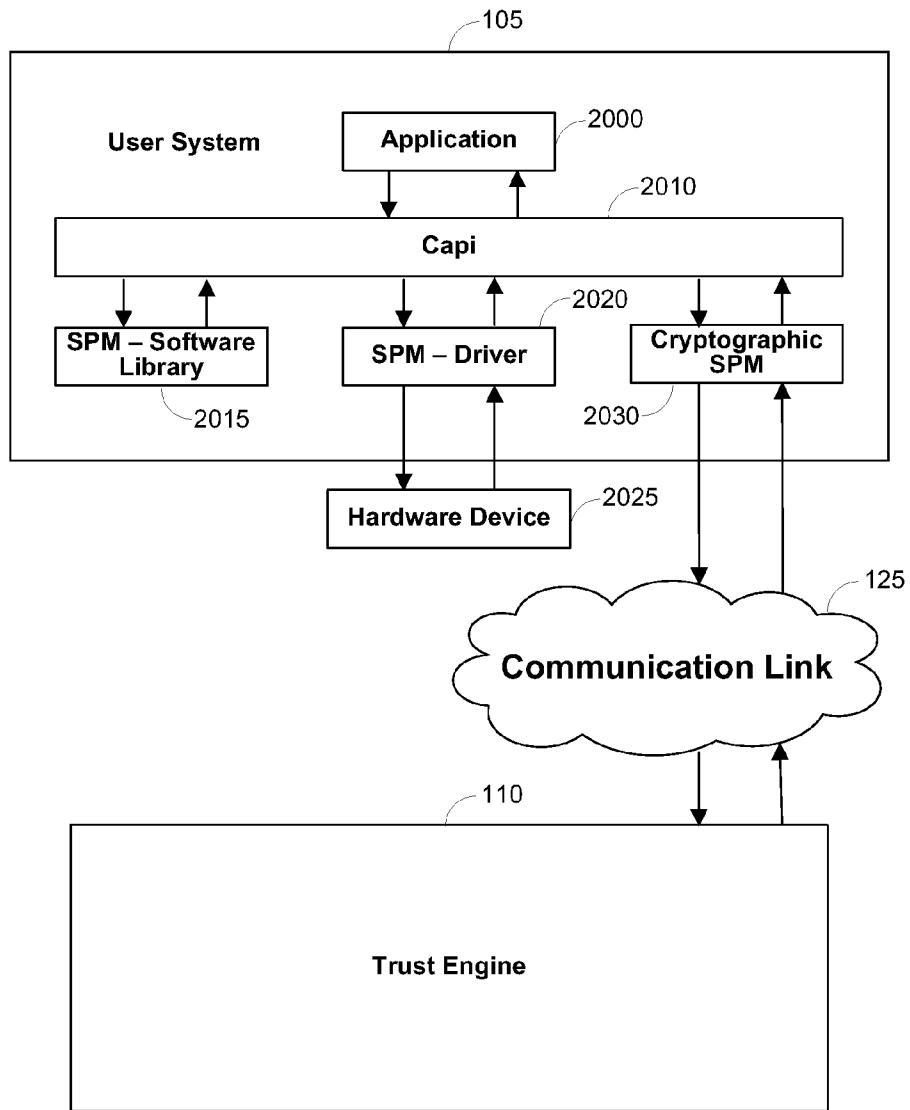 105
User System
Application
2000
2010
Capi
2020
SPM – Software
Library
SPM – Driver
Cryptographic
SPM
2015
2030
Hardware Device
2025
125
Communication Link
110
Trust Engine